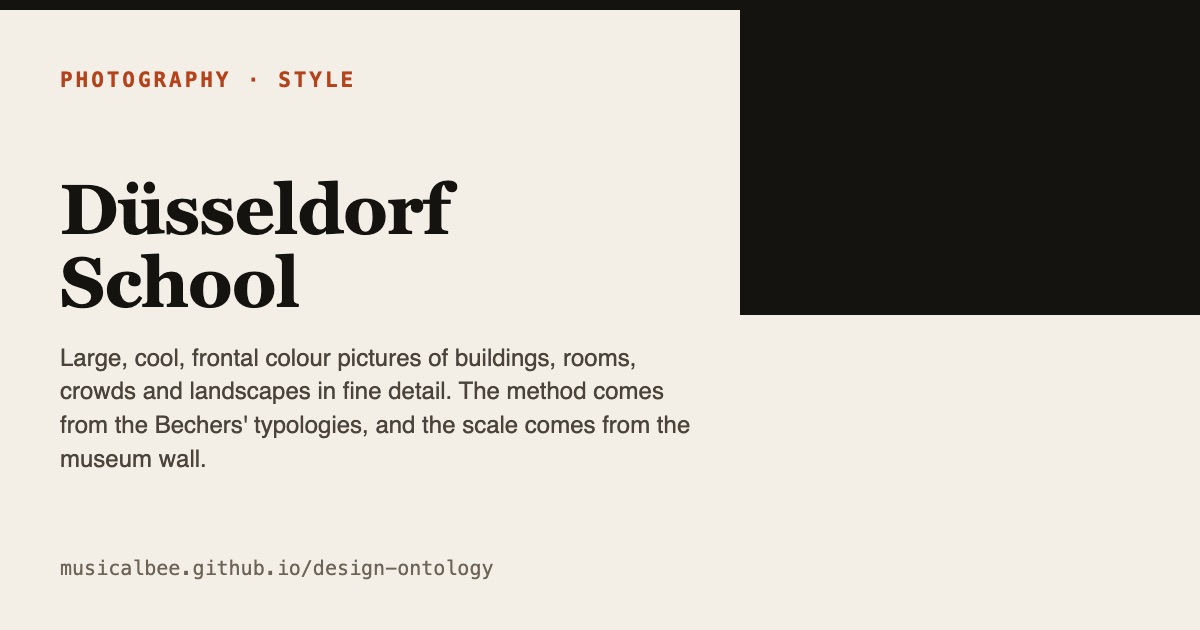 PHOTOGRAPHY · STYLE
Düsseldorf
School
Large, cool, frontal colour pictures of buildings, rooms,
crowds and landscapes in fine detail. The method comes
from the Bechers' typologies, and the scale comes from the
museum wall.
musicalbee.github.io/design-ontology